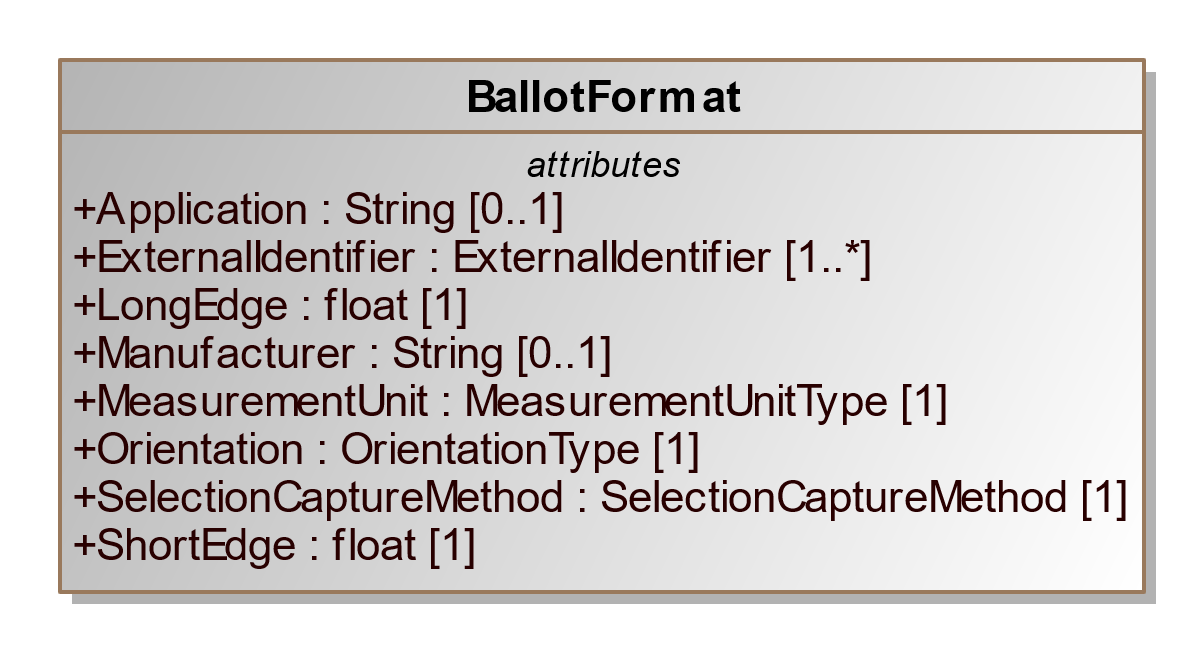 BallotFormat
attributes
+Application : String [0..1]
+ExternalIdentifier : ExternalIdentifier [1..*]
+LongEdge : float [1]
+Manufacturer : String [0..1]
+MeasurementUnit : MeasurementUnitType [1]
+Orientation : OrientationType [1]
+SelectionCaptureMethod : SelectionCaptureMethod [1]
+ShortEdge : float [1]